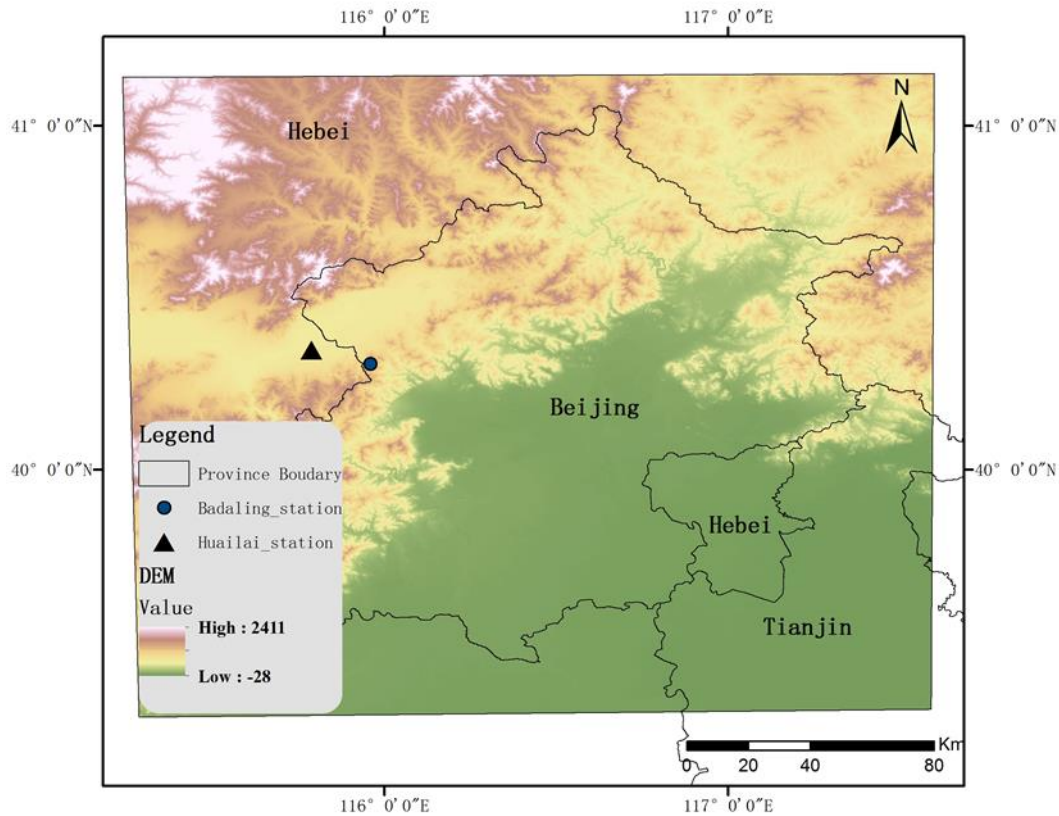 116° 0′0″E 117° 0′0″E
N
41° 0′0″N 41° 0′0″N
Hebei
Beijing
40° 0′0″N 40° 0′0″N
Legend
Province Boudary
Badaling_station
Huailai_station
DEM
Value
High : 2411
Low : -28
Hebei
Tianjin
Km
0 20 40 80
116° 0′0″E 117° 0′0″E